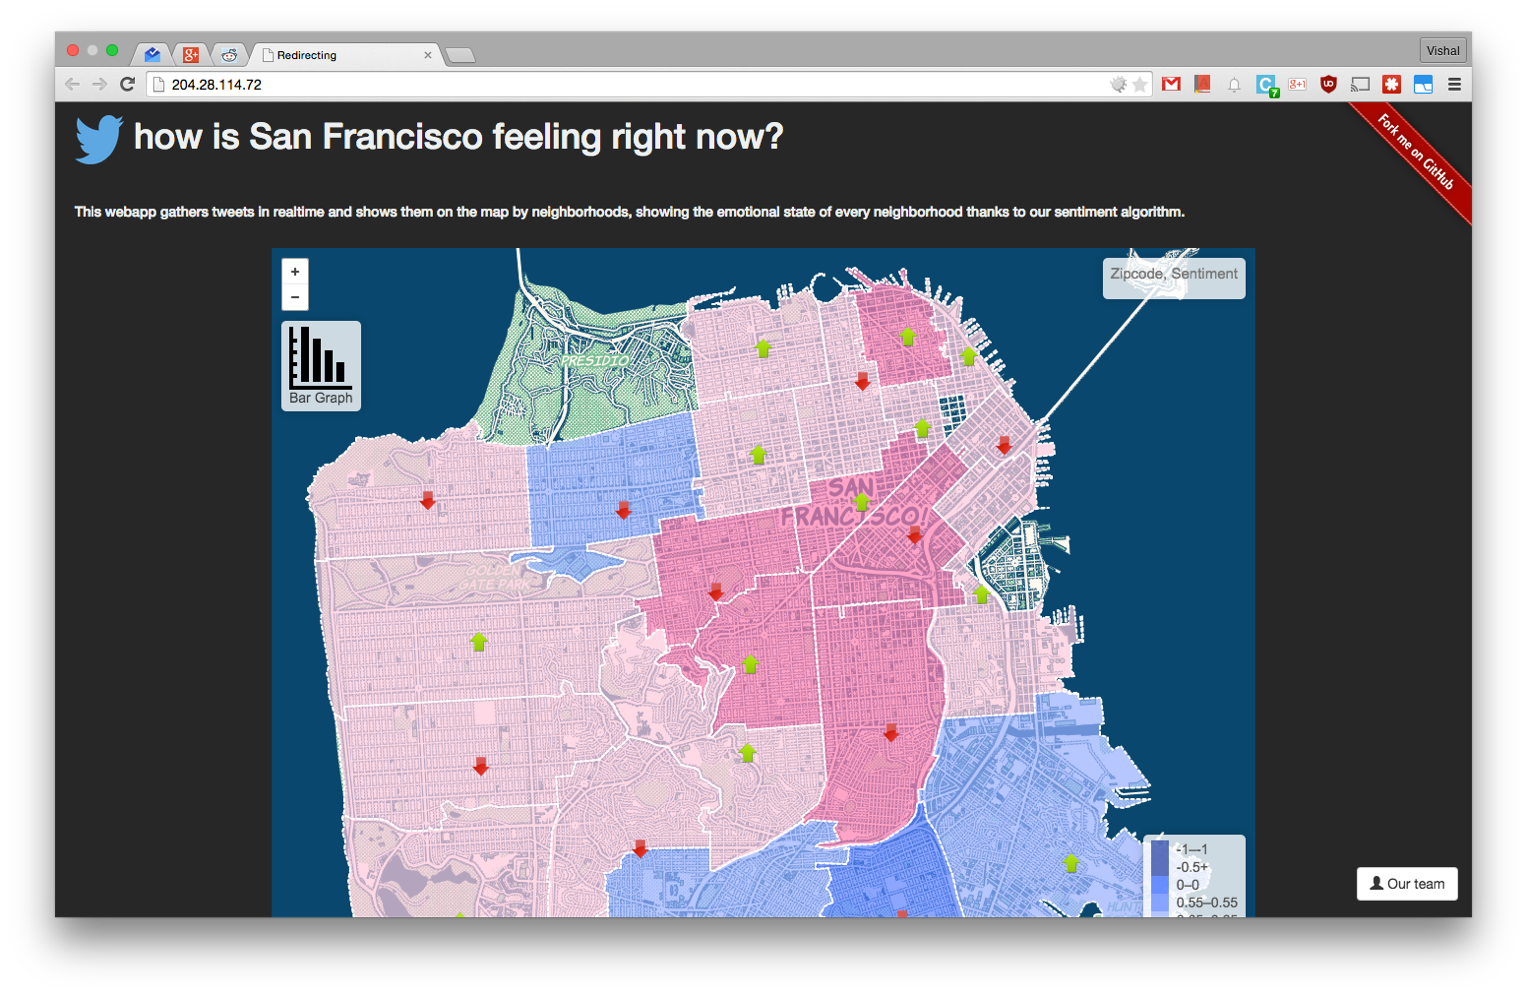 Redirecting
Vishal
204.28.114.72
how is San Francisco feeling right now?
Fork me on GitHub
This webapp gathers tweets in realtime and shows them on the map by neighborhoods, showing the emotional state of every neighborhood thanks to our sentiment algorithm.
+
−
Zipcode, Sentiment
Bar Graph
PRESIDIO
SAN
FRANCISCO
GOLDEN
GATE PARK
-1–-1
-0.5+
0–0
0.55–0.55
Our team